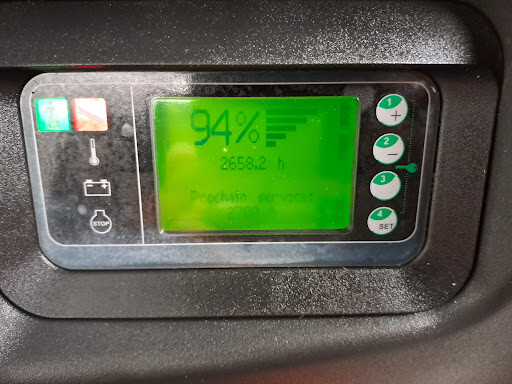 94%
2658.2 h
Prochain service:
1
+
2
−
3
4
SET
STOP